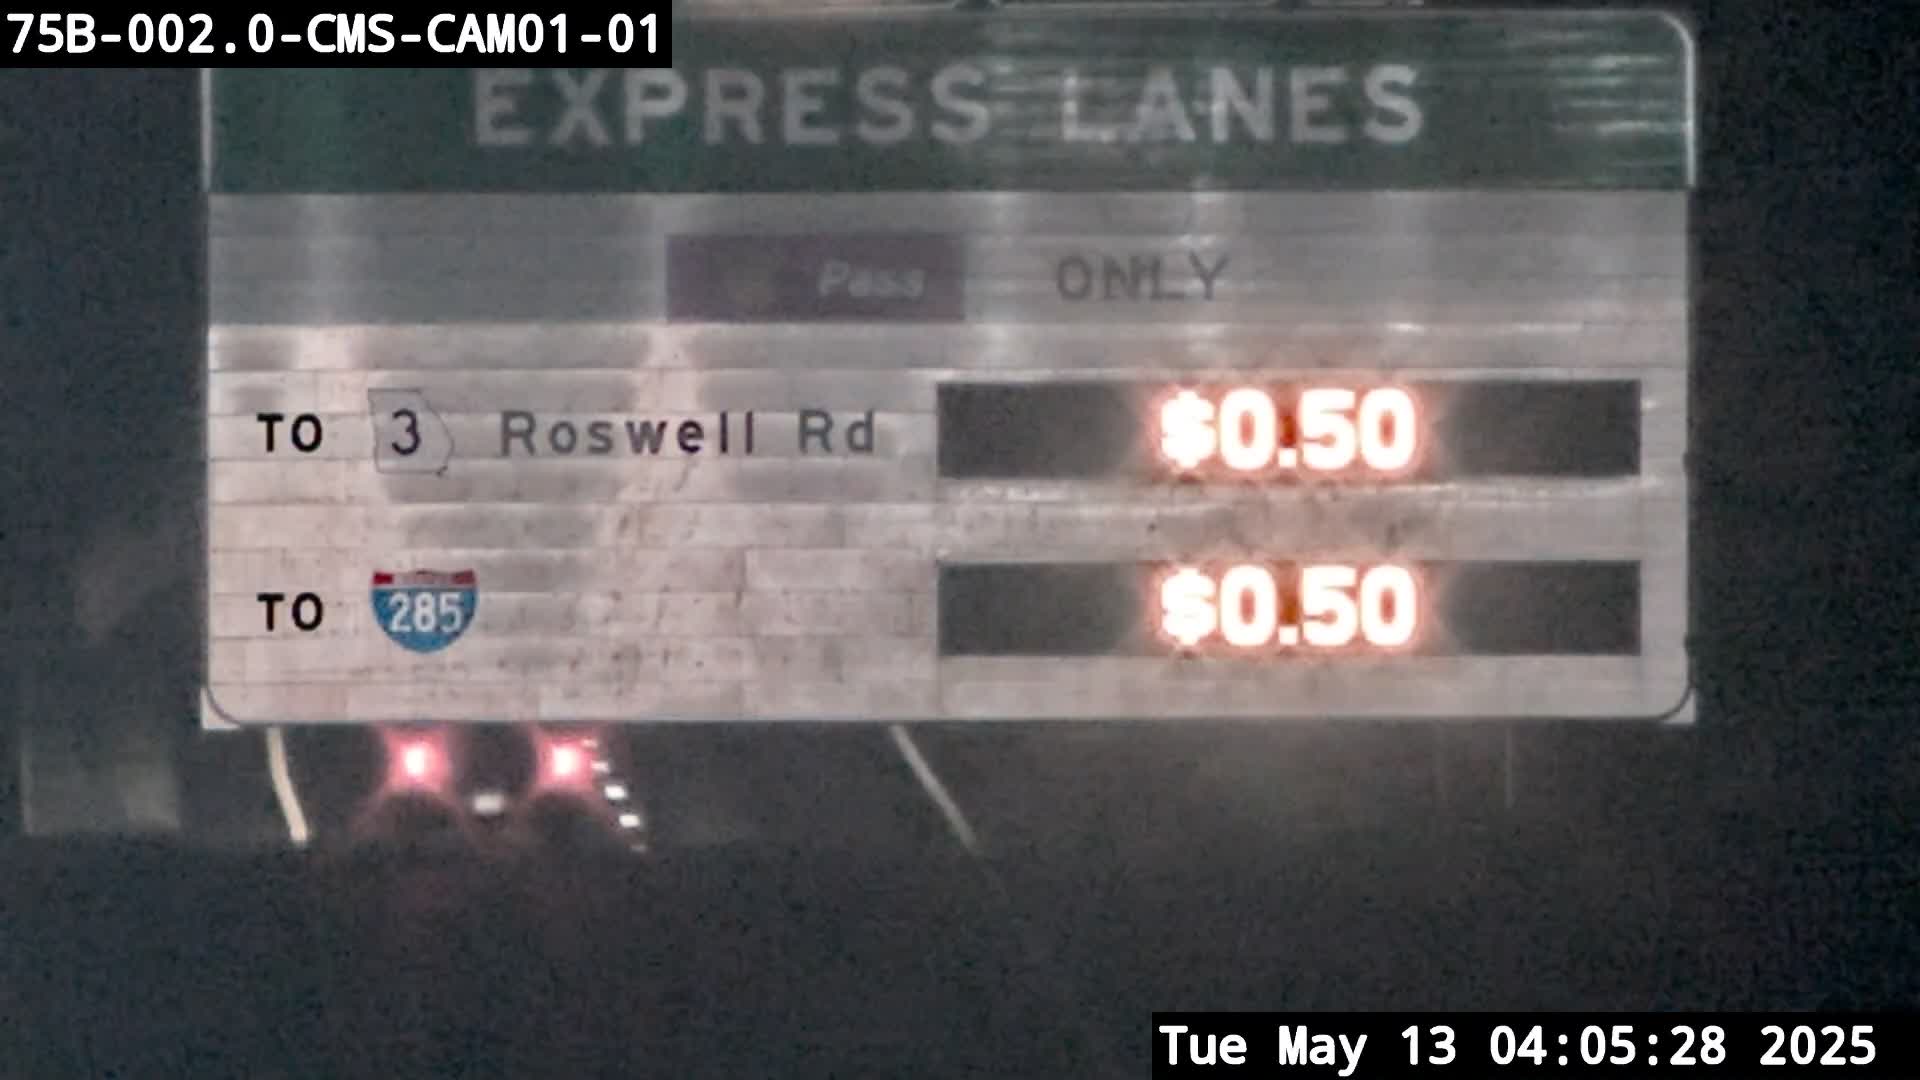 75B-002.0-CMS-CAM01-01
EXPRESS LANES
Pass ONLY
TO 3 Roswell Rd $0.50
TO 285 $0.50
Tue May 13 04:05:28 2025